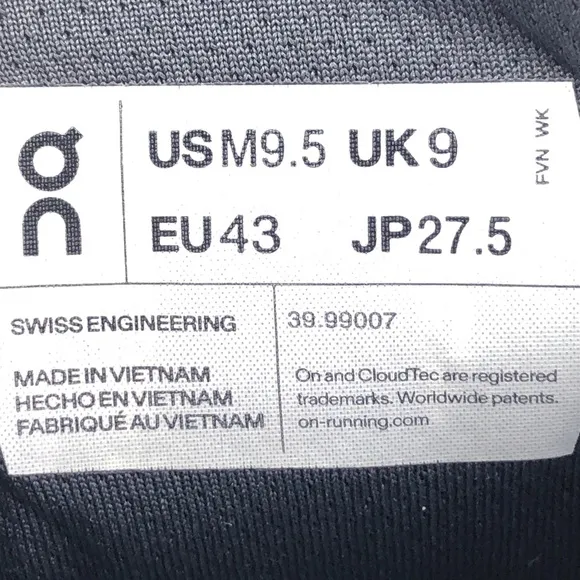 On
USM9.5 UK9
EU43 JP27.5
FVN WK
SWISS ENGINEERING
39.99007
MADE IN VIETNAM
HECHO EN VIETNAM
FABRIQUÉ AU VIETNAM
On and CloudTec are registered
trademarks. Worldwide patents.
on-running.com